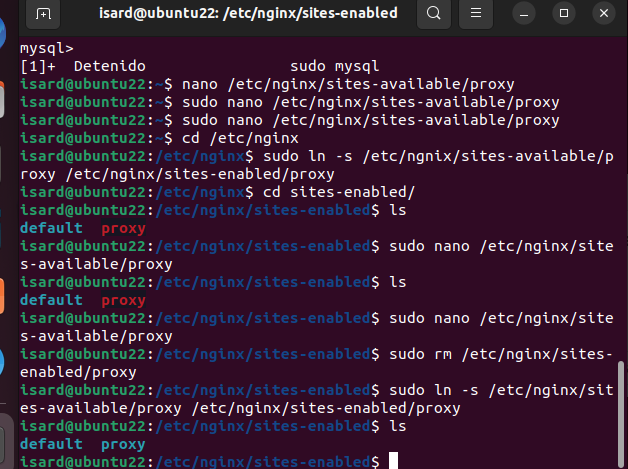 isard@ubuntu22: /etc/nginx/sites-enabled
mysql>
[1]+  Detenido                sudo mysql
isard@ubuntu22:~$ nano /etc/nginx/sites-available/proxy
isard@ubuntu22:~$ sudo nano /etc/nginx/sites-available/proxy
isard@ubuntu22:~$ sudo nano /etc/nginx/sites-available/proxy
isard@ubuntu22:~$ cd /etc/nginx
isard@ubuntu22:/etc/nginx$ sudo ln -s /etc/ngnix/sites-available/p
roxy /etc/nginx/sites-enabled/proxy
isard@ubuntu22:/etc/nginx$ cd sites-enabled/
isard@ubuntu22:/etc/nginx/sites-enabled$ ls
default  proxy
isard@ubuntu22:/etc/nginx/sites-enabled$ sudo nano /etc/nginx/site
s-available/proxy
isard@ubuntu22:/etc/nginx/sites-enabled$ ls
default  proxy
isard@ubuntu22:/etc/nginx/sites-enabled$ sudo nano /etc/nginx/site
s-available/proxy
isard@ubuntu22:/etc/nginx/sites-enabled$ sudo rm /etc/nginx/sites-
enabled/proxy
isard@ubuntu22:/etc/nginx/sites-enabled$ sudo ln -s /etc/nginx/sit
es-available/proxy /etc/nginx/sites-enabled/proxy
isard@ubuntu22:/etc/nginx/sites-enabled$ ls
default  proxy
isard@ubuntu22:/etc/nginx/sites-enabled$